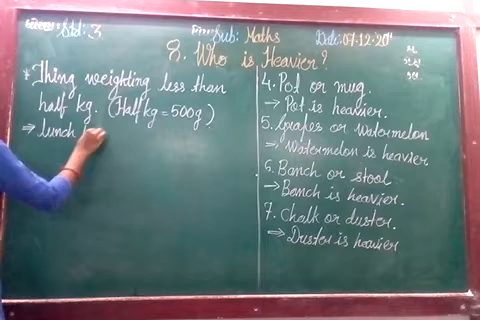 Std: 3
Sub: Maths
Date: 07-12-20
8. Who is Heavier?
* Thing weighting less than
half kg. (Half kg = 500g)
⇒ lunch
4. Pot or mug.
→ Pot is heavier.
5. Grapes or Watermelon
⇒ Watermelon is heavier
6. Banch or stool
→ Banch is heavier.
7. Chalk or duster.
⇒ Duster is heavier